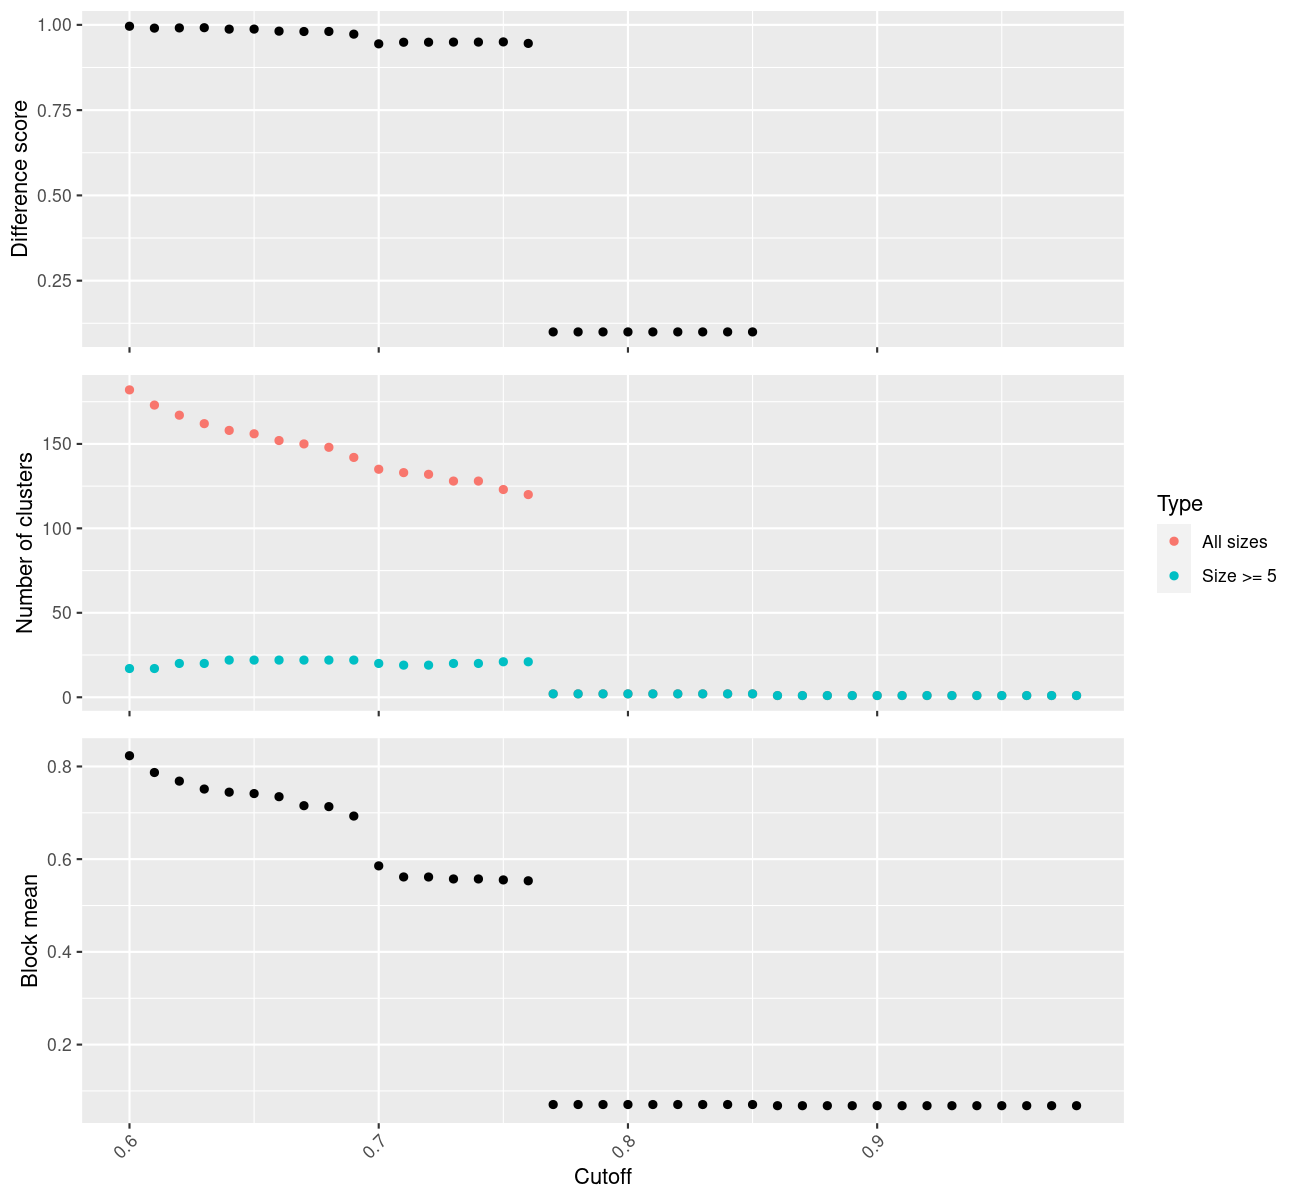 Difference score
1.00
0.75
0.50
0.25
Number of clusters
150
100
50
0
Type
All sizes
Size >= 5
Block mean
0.8
0.6
0.4
0.2
0.6 0.7 0.8 0.9
Cutoff